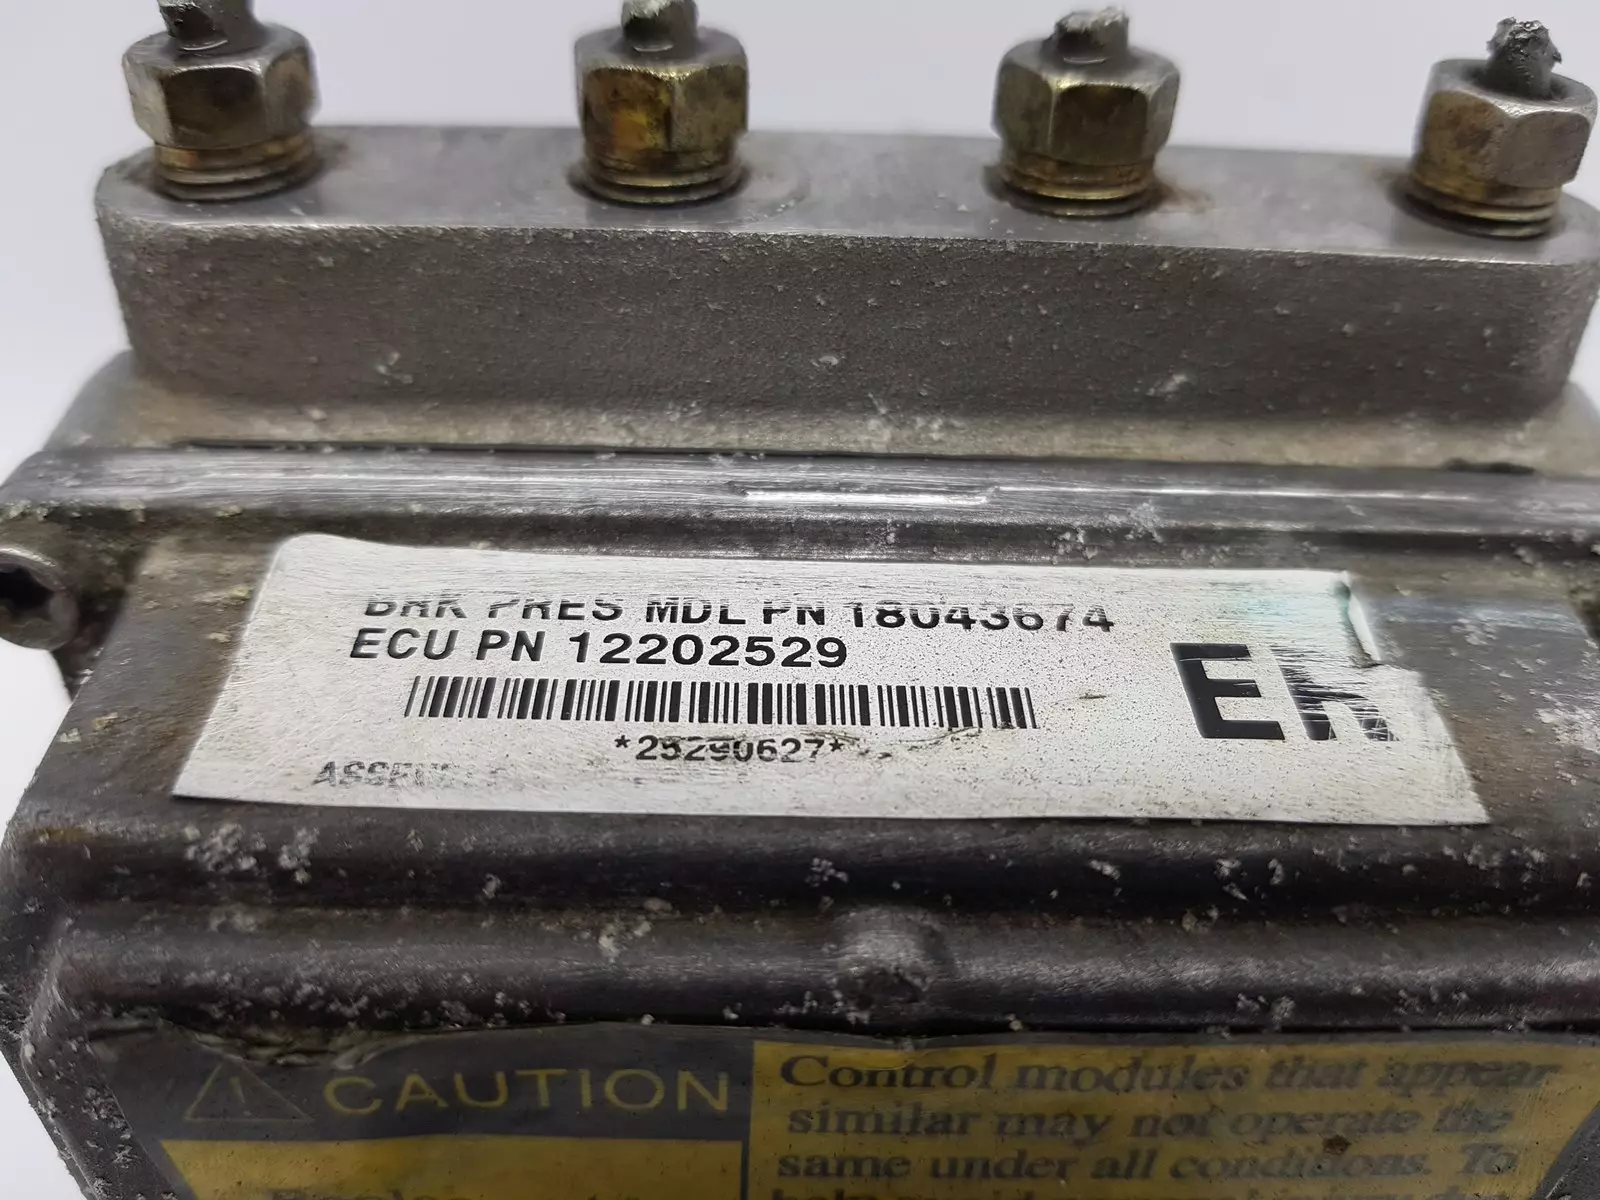 BRK PRES MDL PN 18043674
ECU PN 12202529
*25290627*
CAUTION
Control modules that appear
similar may not operate the
same under all conditions. To